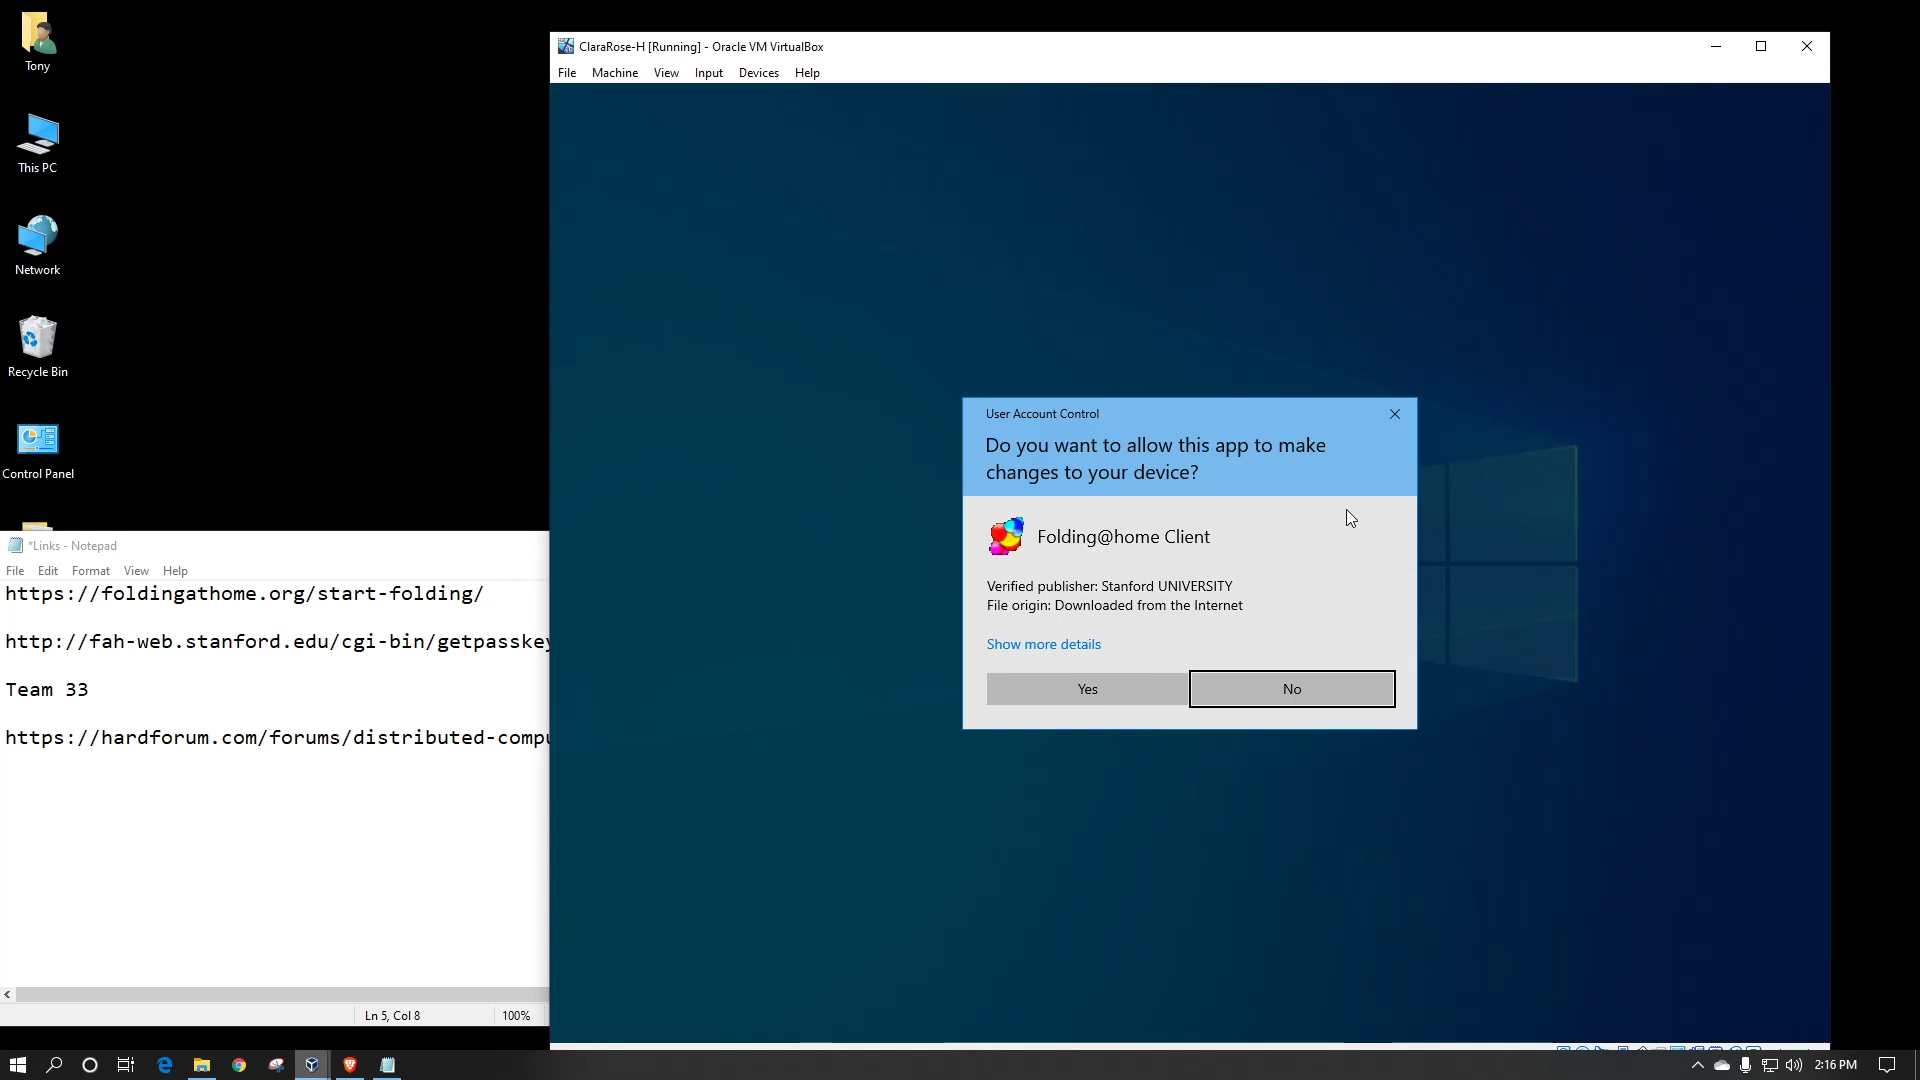 Tony
This PC
Network
Recycle Bin
Control Panel
*Links - Notepad
File Edit Format View Help
https://foldingathome.org/start-folding/
http://fah-web.stanford.edu/cgi-bin/getpasskey
Team 33
https://hardforum.com/forums/distributed-compu
Ln 5, Col 8
100%
ClaraRose-H [Running] - Oracle VM VirtualBox
File Machine View Input Devices Help
User Account Control
Do you want to allow this app to make
changes to your device?
Folding@home Client
Verified publisher: Stanford UNIVERSITY
File origin: Downloaded from the Internet
Show more details
Yes
No
2:16 PM